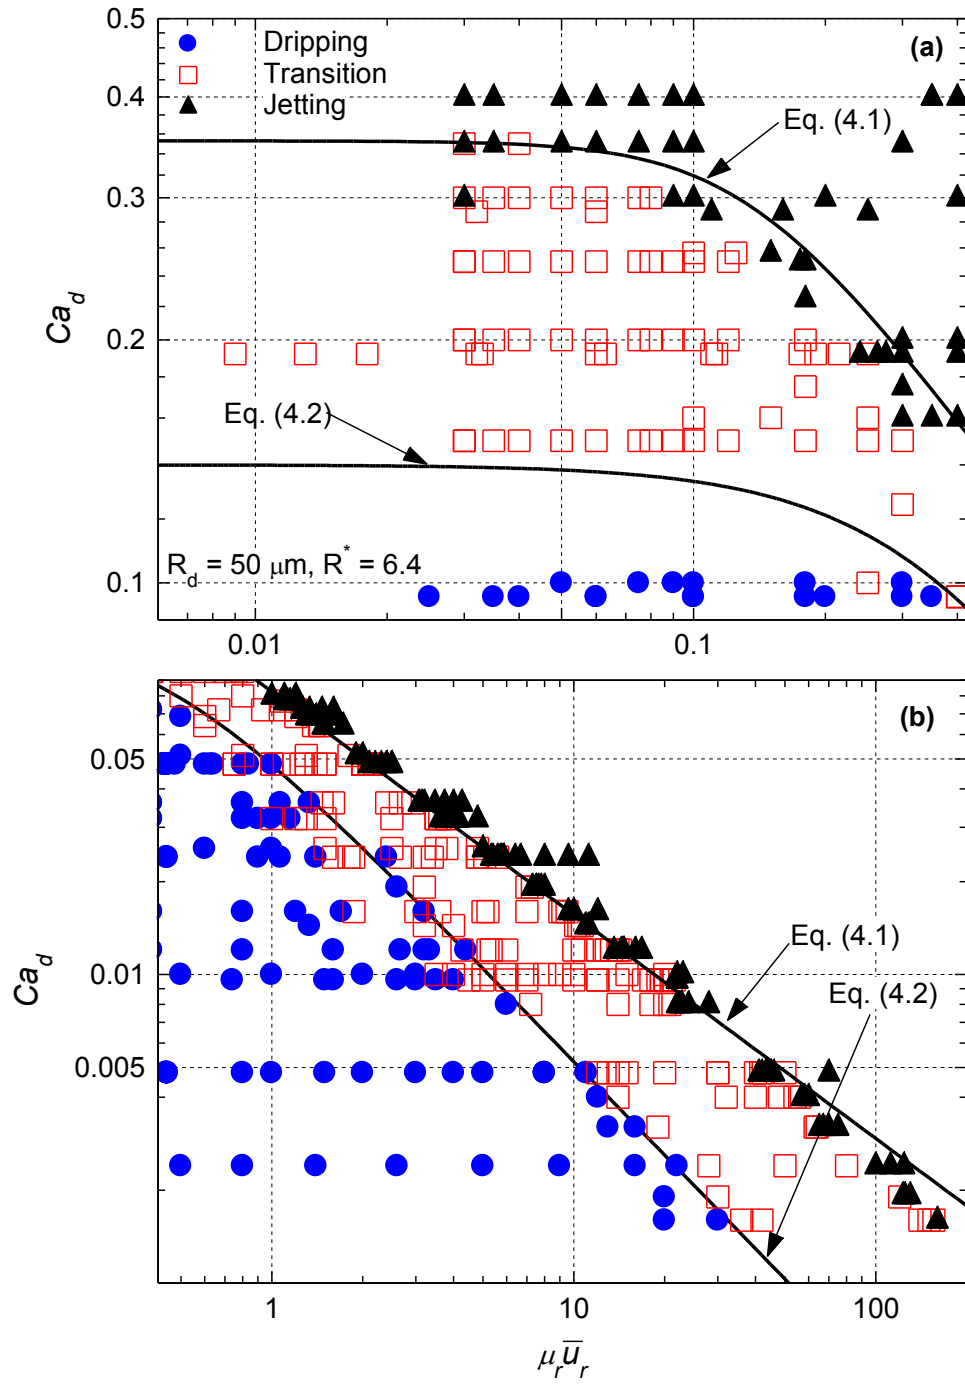 0.5
(a)
Dripping
Transition
Jetting
0.4
Eq. (4.1)
0.3
Ca_d
0.2
Eq. (4.2)
R_d = 50 μm, R^* = 6.4
0.1
0.01
0.1
(b)
0.05
Eq. (4.1)
Ca_d
0.01
Eq. (4.2)
0.005
1
10
100
μ_r ū_r